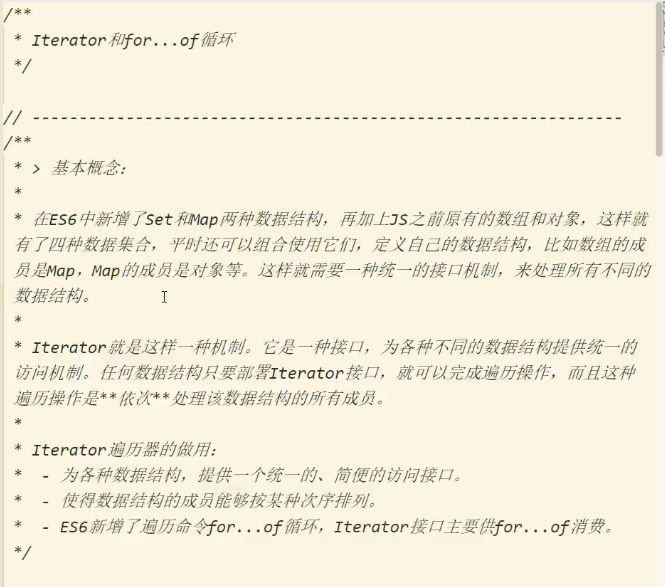 /**
 * Iterator和for...of循环
 */
// ---------------------------------------------------------------
/**
 * > 基本概念：
 *
 * 在ES6中新增了Set和Map两种数据结构，再加上JS之前原有的数组和对象，这样就
有了四种数据集合，平时还可以组合使用它们，定义自己的数据结构，比如数组的成
员是Map，Map的成员是对象等。这样就需要一种统一的接口机制，来处理所有不同的
数据结构。
 *
 * Iterator就是这样一种机制。它是一种接口，为各种不同的数据结构提供统一的
访问机制。任何数据结构只要部署Iterator接口，就可以完成遍历操作，而且这种
遍历操作是**依次**处理该数据结构的所有成员。
 *
 * Iterator遍历器的做用：
 *  - 为各种数据结构，提供一个统一的、简便的访问接口。
 *  - 使得数据结构的成员能够按某种次序排列。
 *  - ES6新增了遍历命令for...of循环，Iterator接口主要供for...of消费。
 */